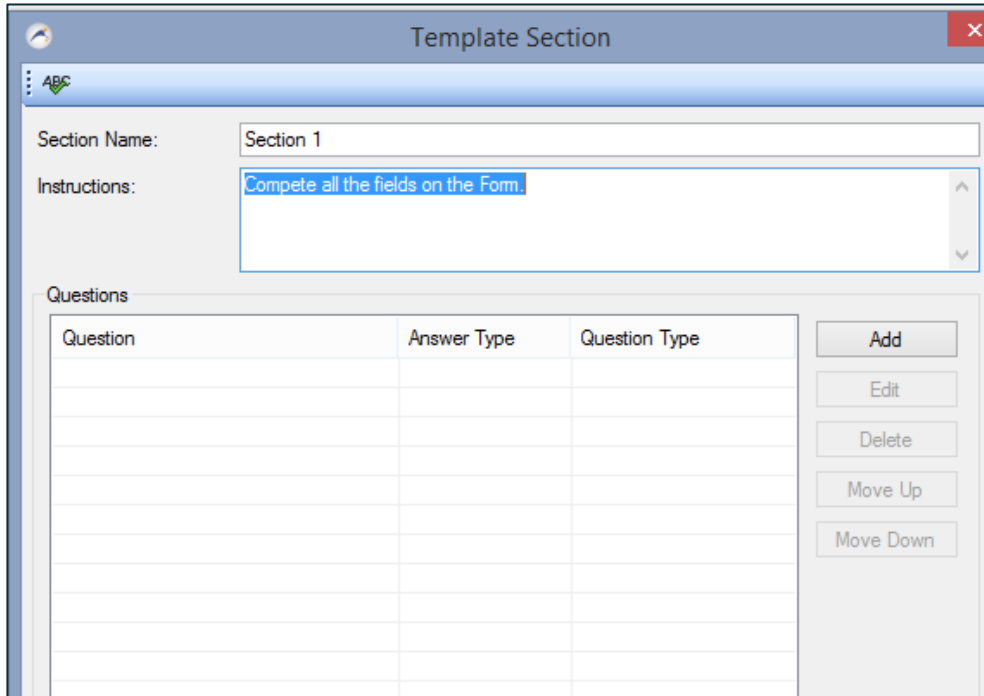 Template Section
ABC
Section Name: Section 1
Instructions: Compete all the fields on the Form.
Questions
Question Answer Type Question Type
Add
Edit
Delete
Move Up
Move Down